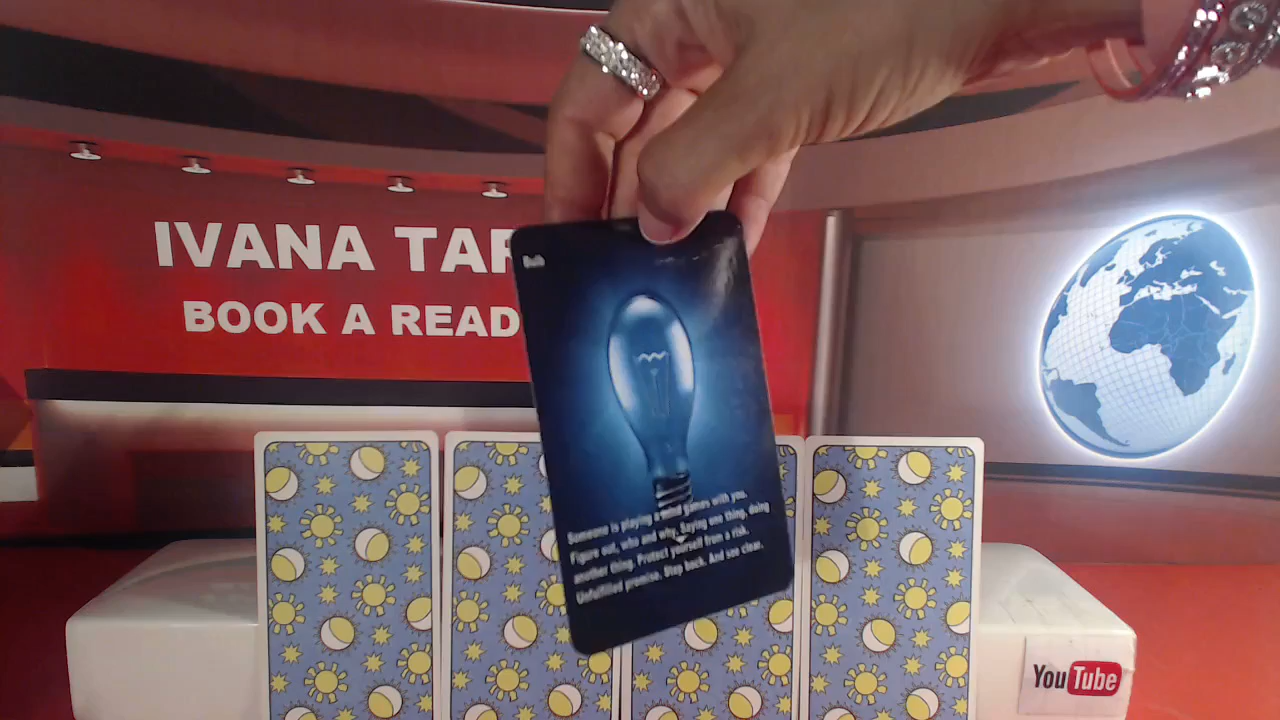 IVANA TAR
BOOK A READ
Bulb
Someone is playing a mind games with you.
Figure out, who and why. Saying one thing, doing
another thing. Protect yourself from a risk.
Unfulfilled promise. Step back. And see clear.
YouTube